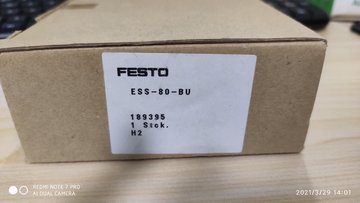 FESTO
ESS-80-BU
189395
1 Stck.
H2
REDMI NOTE 7 PRO
AI DUAL CAMERA
2021/3/29 14:01